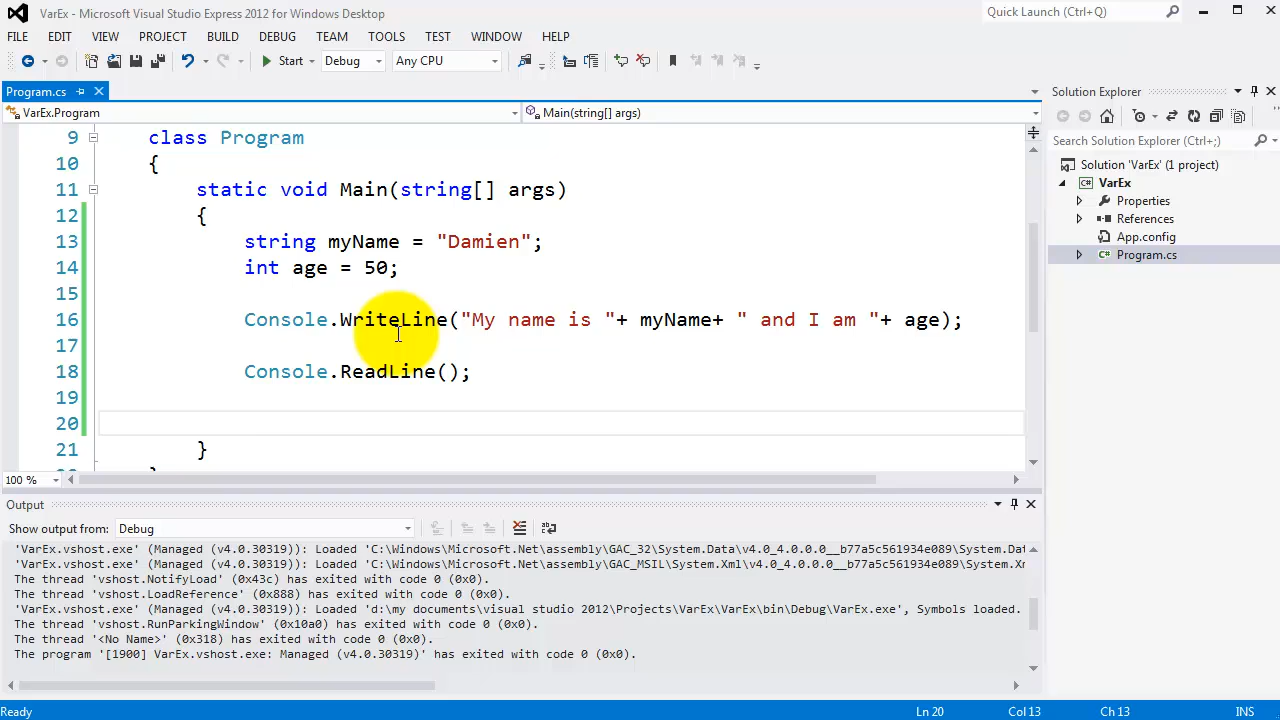 VarEx - Microsoft Visual Studio Express 2012 for Windows Desktop
Quick Launch (Ctrl+Q)
FILE EDIT VIEW PROJECT BUILD DEBUG TEAM TOOLS TEST WINDOW HELP
Start Debug Any CPU
Program.cs
VarEx.Program Main(string[] args)
9 class Program
10 {
11 static void Main(string[] args)
12 {
13 string myName = "Damien";
14 int age = 50;
15
16 Console.WriteLine("My name is "+ myName+ " and I am "+ age);
17
18 Console.ReadLine();
19
20
21 }
100 %
Output
Show output from: Debug
'VarEx.vshost.exe' (Managed (v4.0.30319)): Loaded 'C:\Windows\Microsoft.Net\assembly\GAC_32\System.Data\v4.0_4.0.0.0__b77a5c561934e089\System.Dat
'VarEx.vshost.exe' (Managed (v4.0.30319)): Loaded 'C:\Windows\Microsoft.Net\assembly\GAC_MSIL\System.Xml\v4.0_4.0.0.0__b77a5c561934e089\System.Xm
The thread 'vshost.NotifyLoad' (0x43c) has exited with code 0 (0x0).
The thread 'vshost.LoadReference' (0x888) has exited with code 0 (0x0).
'VarEx.vshost.exe' (Managed (v4.0.30319)): Loaded 'd:\my documents\visual studio 2012\Projects\VarEx\VarEx\bin\Debug\VarEx.exe', Symbols loaded.
The thread 'vshost.RunParkingWindow' (0x10a0) has exited with code 0 (0x0).
The thread '<No Name>' (0x318) has exited with code 0 (0x0).
The program '[1900] VarEx.vshost.exe: Managed (v4.0.30319)' has exited with code 0 (0x0).
Solution Explorer
Search Solution Explorer (Ctrl+;)
Solution 'VarEx' (1 project)
VarEx
Properties
References
App.config
Program.cs
Ready Ln 20 Col 13 Ch 13 INS